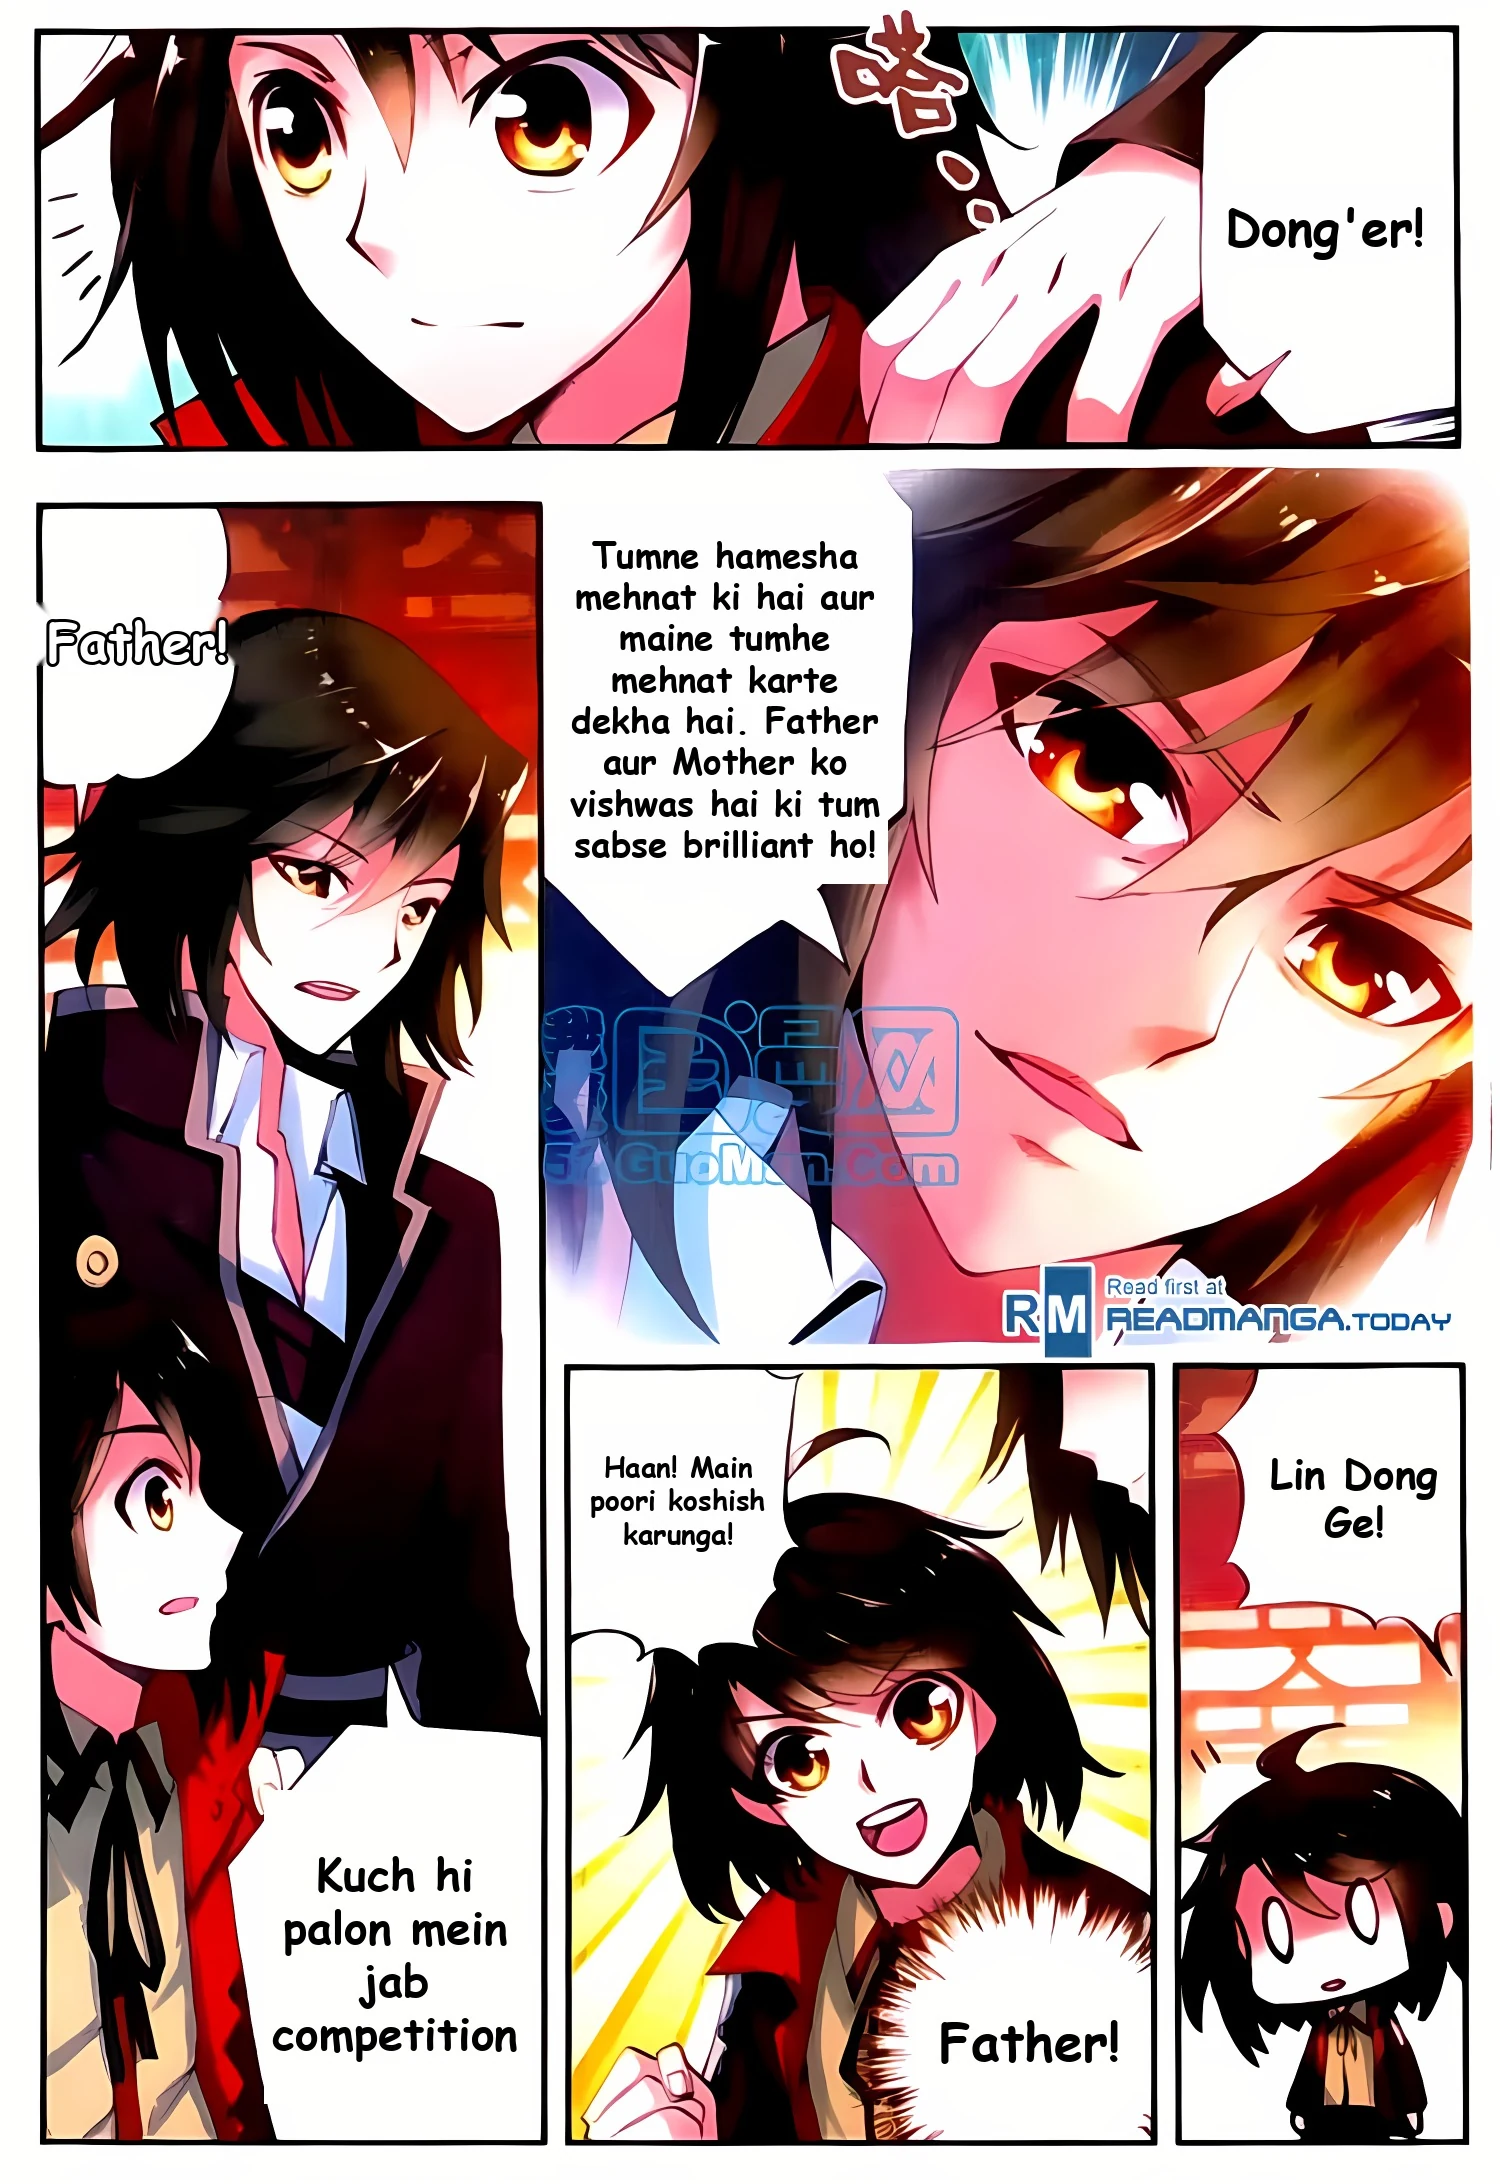 嗒
Dong'er!
Father!
Tumne hamesha
mehnat ki hai aur
maine tumhe
mehnat karte
dekha hai. Father
aur Mother ko
vishwas hai ki tum
sabse brilliant ho!
RM Read first at
READMANGA.TODAY
Kuch hi
palon mein
jab
competition
Haan! Main
poori koshish
karunga!
Father!
Lin Dong
Ge!